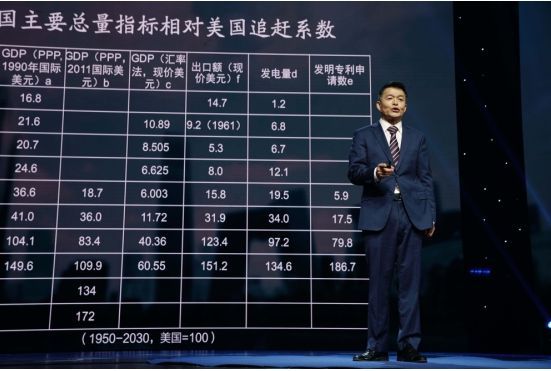 国主要总量指标相对美国追赶系数
GDP (PPP, 1990年国际美元) a GDP (PPP, 2011国际美元) b GDP (汇率法, 现价美元) c 出口额 (现价美元) f 发电量d 发明专利申请数e
16.8 14.7 1.2
21.6 10.89 9.2 (1961) 6.8
20.7 8.505 5.3 6.7
24.6 6.625 8.0 12.1
36.6 18.7 6.003 15.8 19.5 5.9
41.0 36.0 11.72 31.9 34.0 17.5
104.1 83.4 40.36 123.4 97.2 79.8
149.6 109.9 60.55 151.2 134.6 186.7
134
172
(1950-2030, 美国=100)